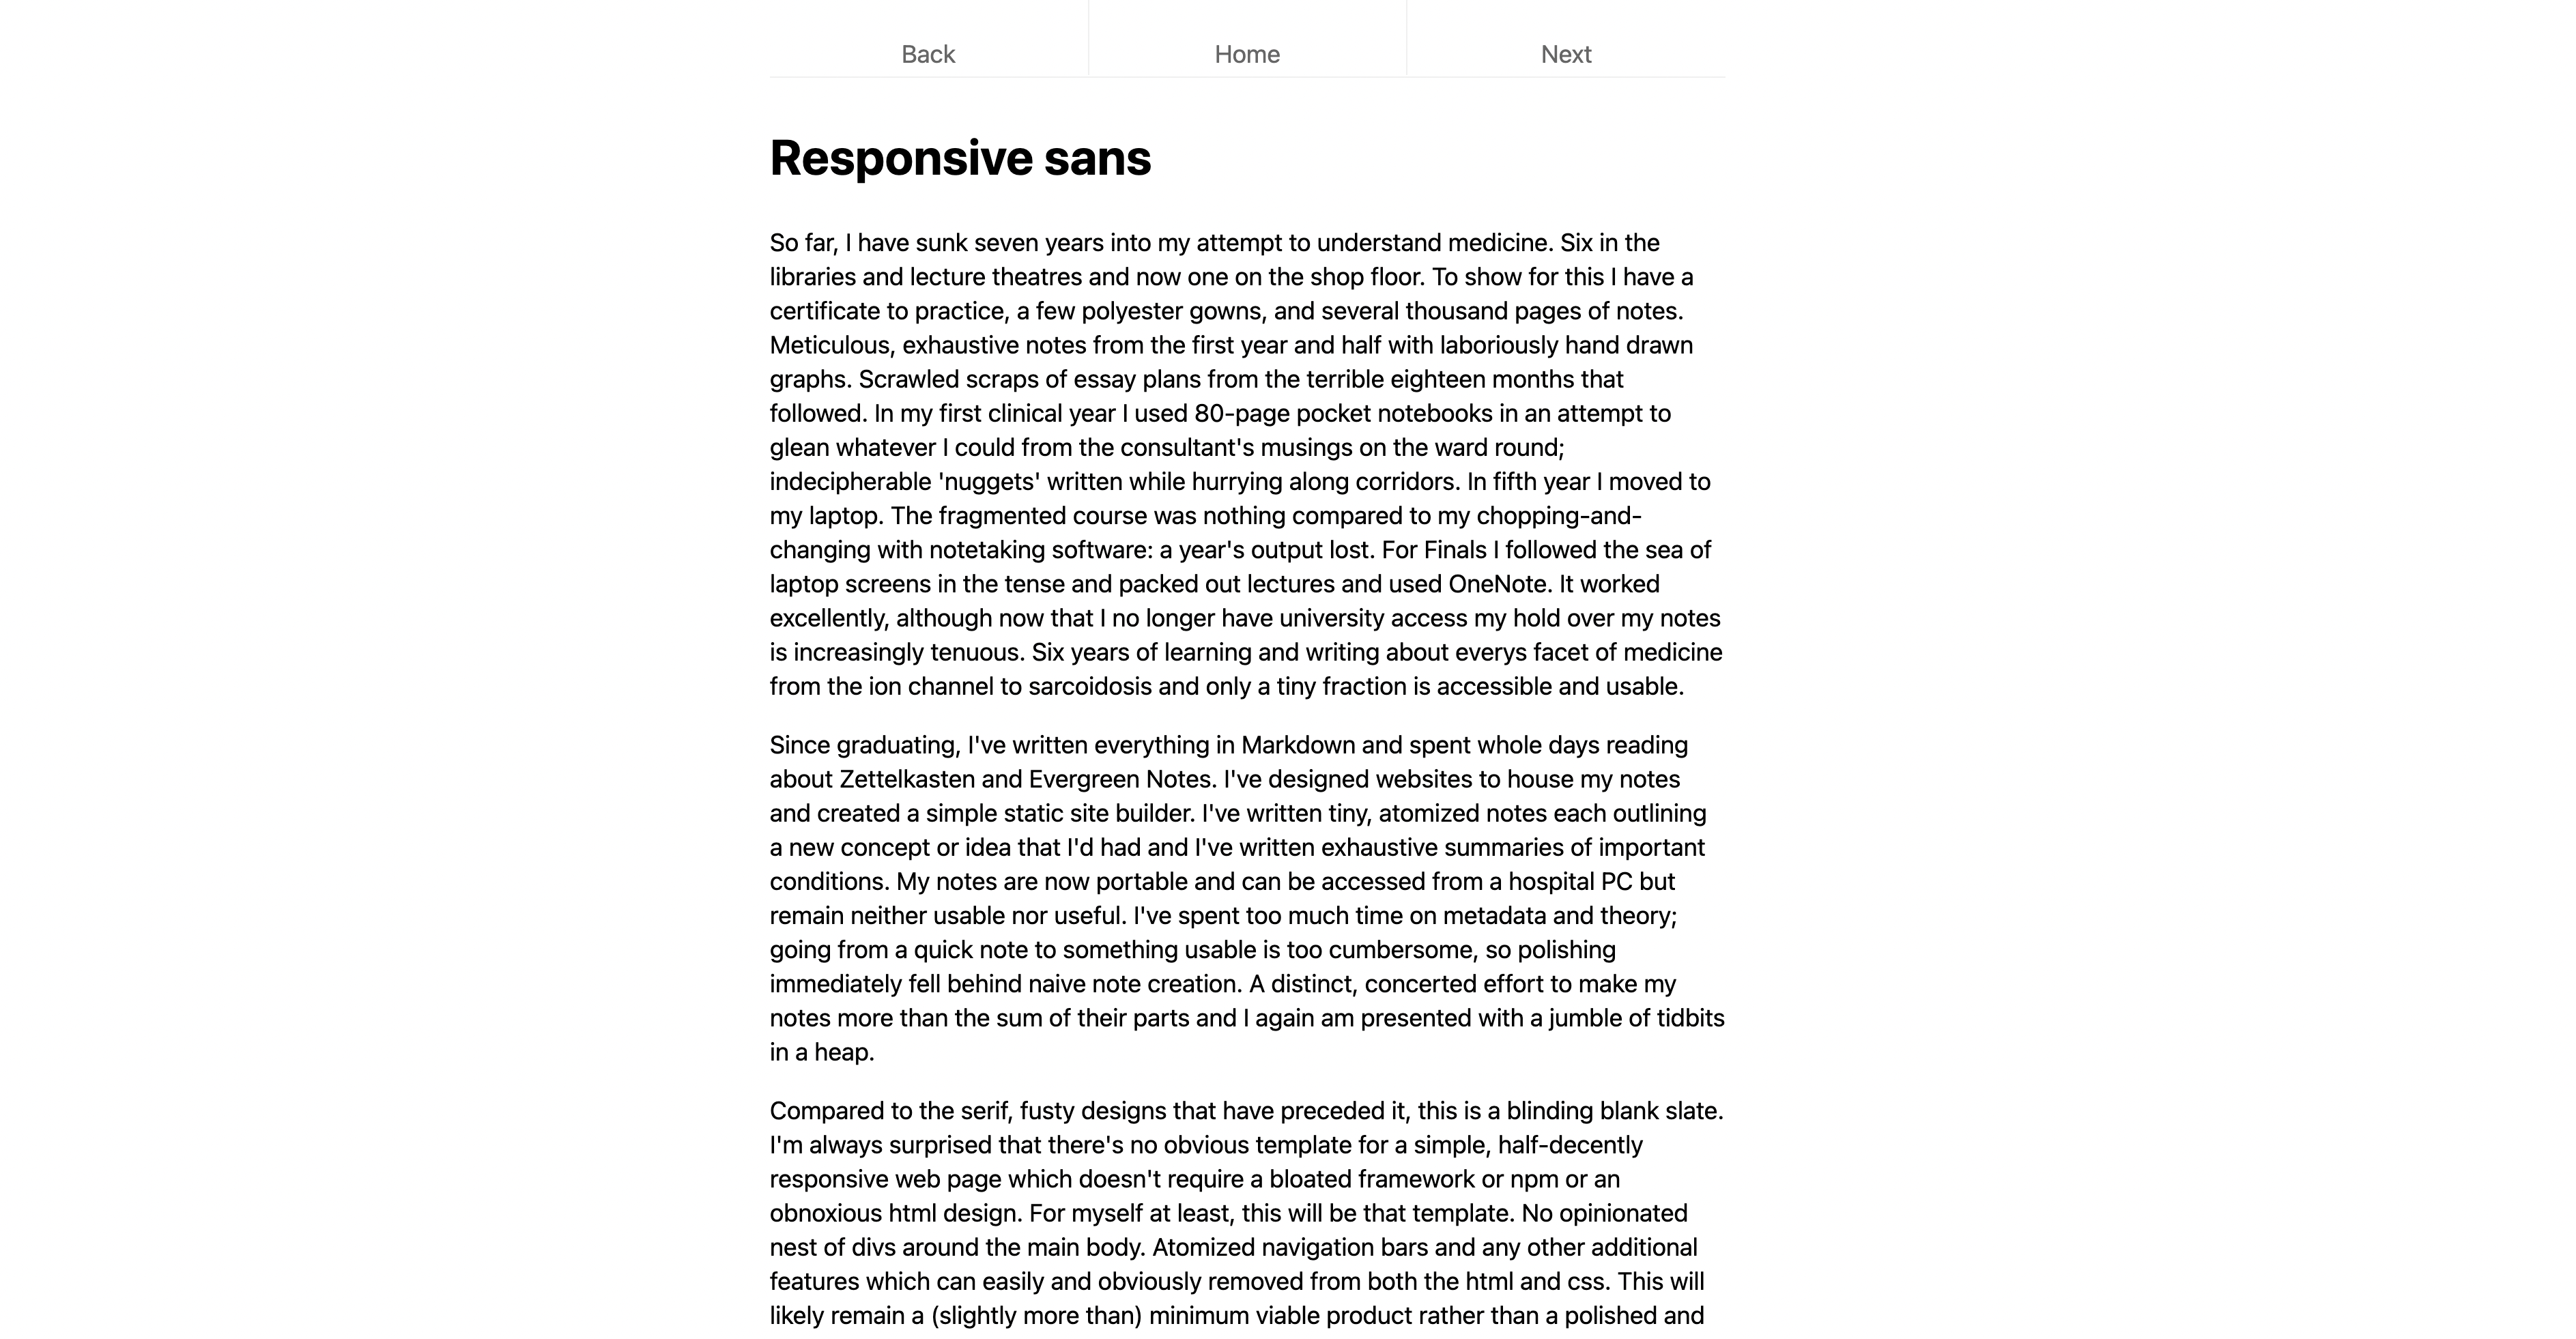 Back
Home
Next
Responsive sans
So far, I have sunk seven years into my attempt to understand medicine. Six in the
libraries and lecture theatres and now one on the shop floor. To show for this I have a
certificate to practice, a few polyester gowns, and several thousand pages of notes.
Meticulous, exhaustive notes from the first year and half with laboriously hand drawn
graphs. Scrawled scraps of essay plans from the terrible eighteen months that
followed. In my first clinical year I used 80-page pocket notebooks in an attempt to
glean whatever I could from the consultant's musings on the ward round;
indecipherable 'nuggets' written while hurrying along corridors. In fifth year I moved to
my laptop. The fragmented course was nothing compared to my chopping-and-
changing with notetaking software: a year's output lost. For Finals I followed the sea of
laptop screens in the tense and packed out lectures and used OneNote. It worked
excellently, although now that I no longer have university access my hold over my notes
is increasingly tenuous. Six years of learning and writing about everys facet of medicine
from the ion channel to sarcoidosis and only a tiny fraction is accessible and usable.
Since graduating, I've written everything in Markdown and spent whole days reading
about Zettelkasten and Evergreen Notes. I've designed websites to house my notes
and created a simple static site builder. I've written tiny, atomized notes each outlining
a new concept or idea that I'd had and I've written exhaustive summaries of important
conditions. My notes are now portable and can be accessed from a hospital PC but
remain neither usable nor useful. I've spent too much time on metadata and theory;
going from a quick note to something usable is too cumbersome, so polishing
immediately fell behind naive note creation. A distinct, concerted effort to make my
notes more than the sum of their parts and I again am presented with a jumble of tidbits
in a heap.
Compared to the serif, fusty designs that have preceded it, this is a blinding blank slate.
I'm always surprised that there's no obvious template for a simple, half-decently
responsive web page which doesn't require a bloated framework or npm or an
obnoxious html design. For myself at least, this will be that template. No opinionated
nest of divs around the main body. Atomized navigation bars and any other additional
features which can easily and obviously removed from both the html and css. This will
likely remain a (slightly more than) minimum viable product rather than a polished and